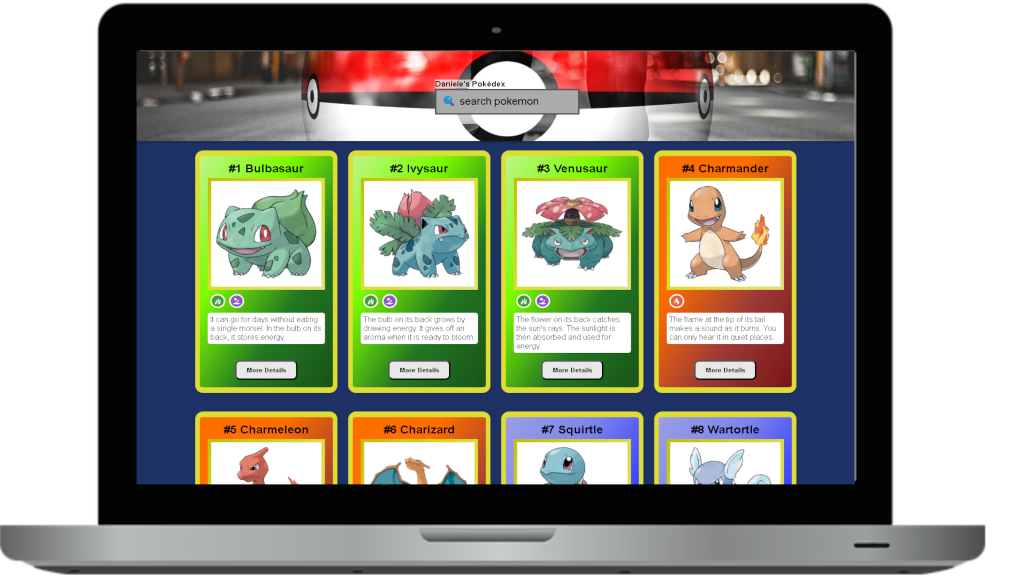 Daniele's Pokédex
🔍 search pokemon
#1 Bulbasaur
It can go for days without eating
a single morsel. In the bulb on its
back, it stores energy.
More Details
#2 Ivysaur
The bulb on its back grows by
drawing energy. It gives off an
aroma when it is ready to bloom.
More Details
#3 Venusaur
The flower on its back catches
the sun's rays. The sunlight is
then absorbed and used for
energy.
More Details
#4 Charmander
The flame at the tip of its tail
makes a sound as it burns. You
can only hear it in quiet places.
More Details
#5 Charmeleon
#6 Charizard
#7 Squirtle
#8 Wartortle